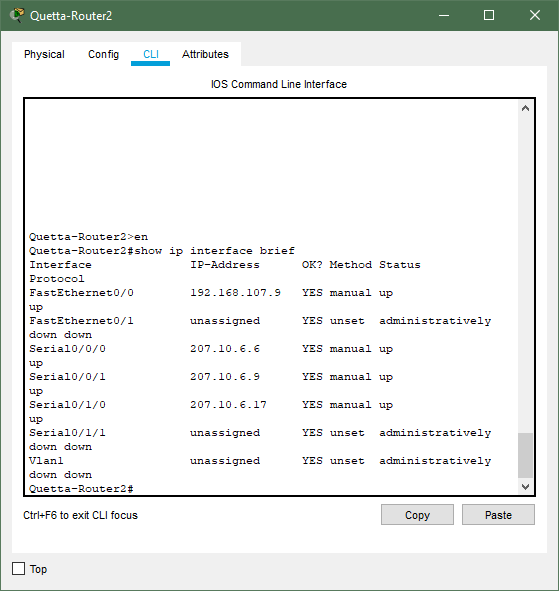 Quetta-Router2
Physical Config CLI Attributes
IOS Command Line Interface
Quetta-Router2>en
Quetta-Router2#show ip interface brief
Interface IP-Address OK? Method Status
Protocol
FastEthernet0/0 192.168.107.9 YES manual up
up
FastEthernet0/1 unassigned YES unset administratively
down down
Serial0/0/0 207.10.6.6 YES manual up
up
Serial0/0/1 207.10.6.9 YES manual up
up
Serial0/1/0 207.10.6.17 YES manual up
up
Serial0/1/1 unassigned YES unset administratively
down down
Vlan1 unassigned YES unset administratively
down down
Quetta-Router2#
Ctrl+F6 to exit CLI focus Copy Paste
Top